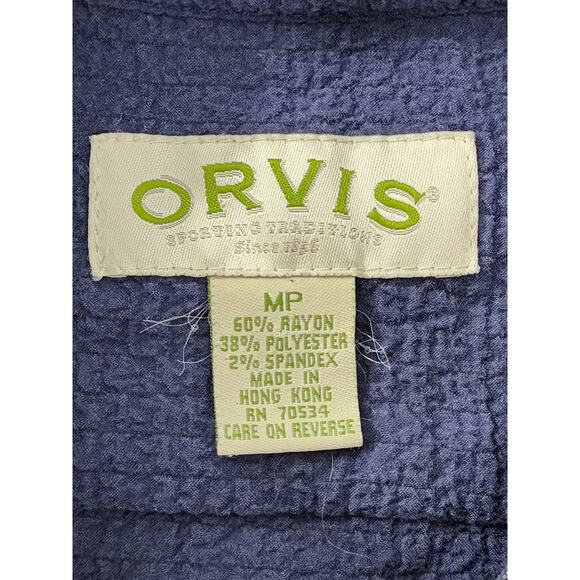 ORVIS®
SPORTING TRADITIONS
Since 1856
MP
60% RAYON
38% POLYESTER
2% SPANDEX
MADE IN
HONG KONG
RN 70534
CARE ON REVERSE